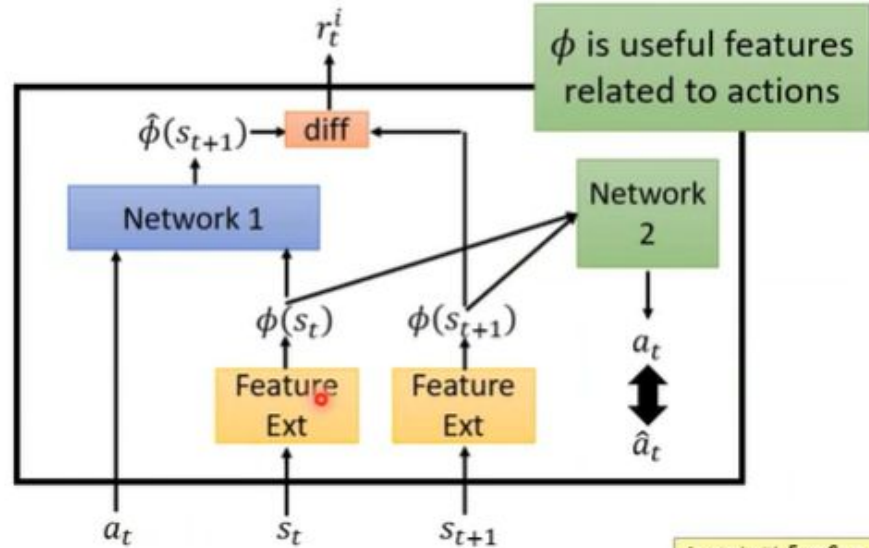 r_t^i
ϕ is useful features
related to actions
ϕ̂(s_{t+1})
diff
Network 1
Network
2
ϕ(s_t)
ϕ(s_{t+1})
a_t
Feature
Ext
Feature
Ext
â_t
a_t
s_t
s_{t+1}